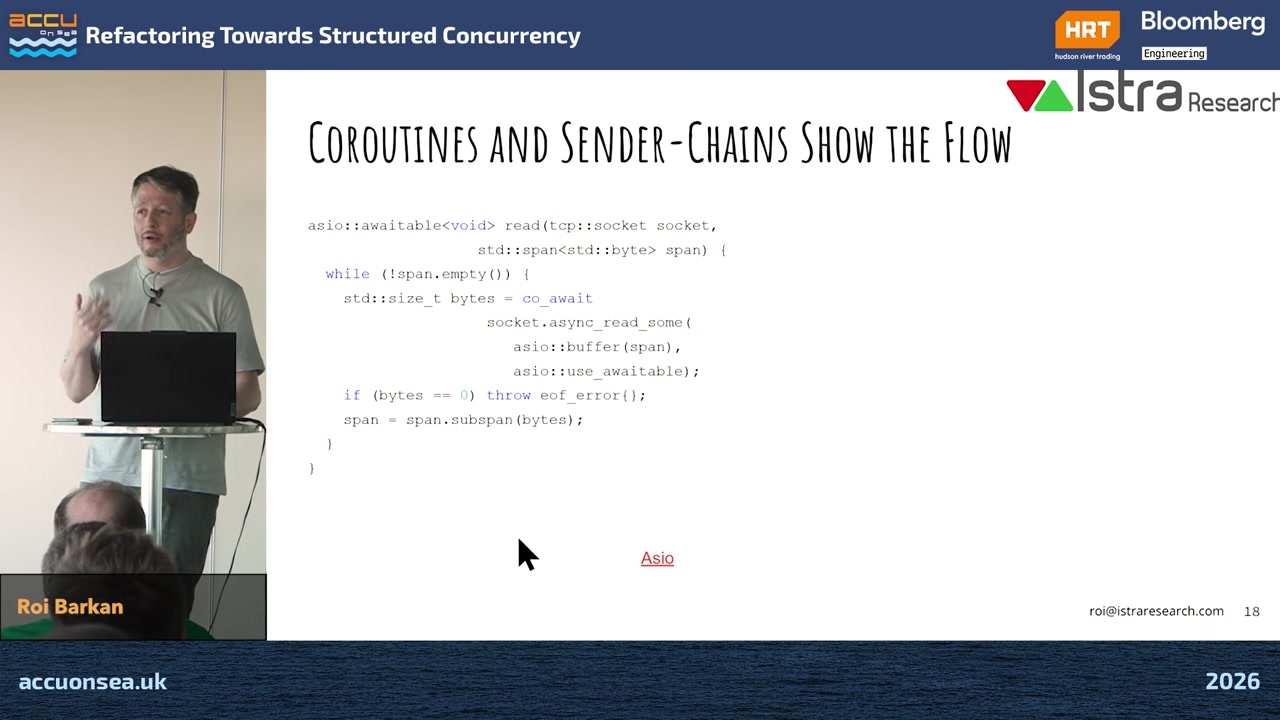 accu
on sea
Refactoring Towards Structured Concurrency
HRT
hudson river trading
Bloomberg
Engineering
Istra Research
Coroutines and Sender-Chains Show the Flow
asio::awaitable<void> read(tcp::socket socket,
std::span<std::byte> span) {
while (!span.empty()) {
std::size_t bytes = co_await
socket.async_read_some(
asio::buffer(span),
asio::use_awaitable);
if (bytes == 0) throw eof_error{};
span = span.subspan(bytes);
}
}
Asio
roi@istraresearch.com 18
Roi Barkan
accuonsea.uk
2026